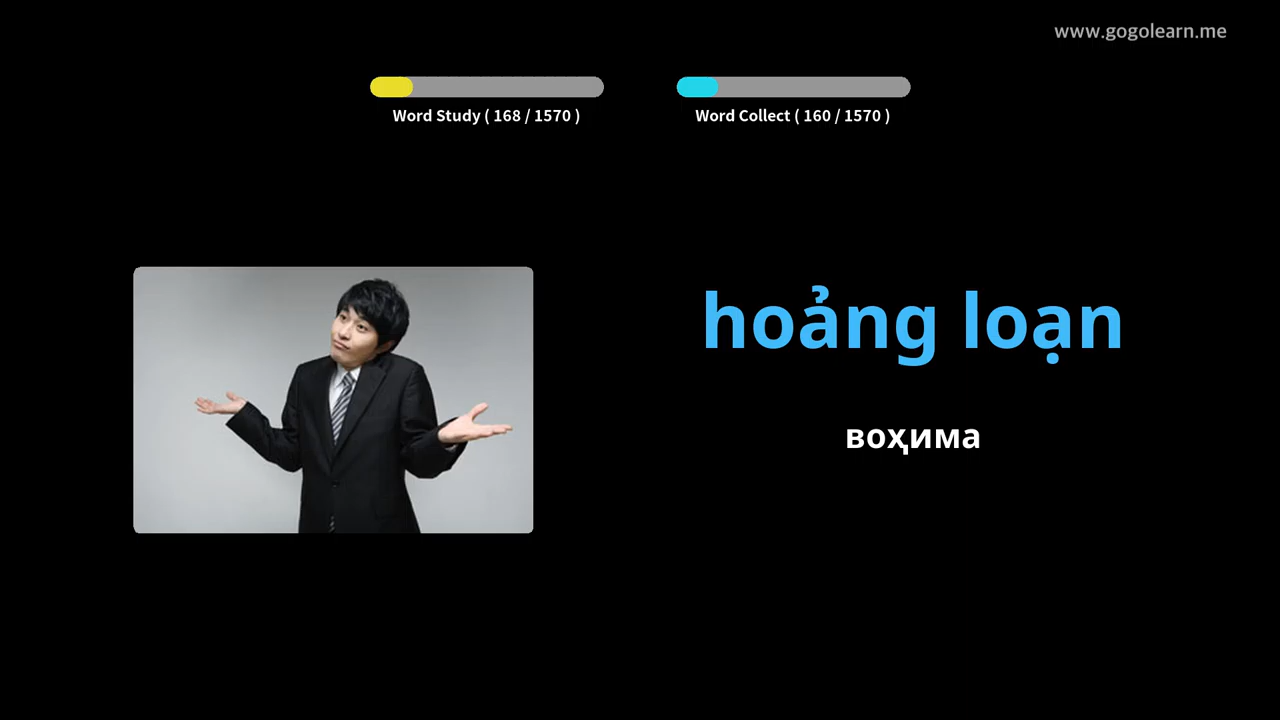 www.gogolearn.me
Word Study ( 168 / 1570 )
Word Collect ( 160 / 1570 )
hoảng loạn
воҳима